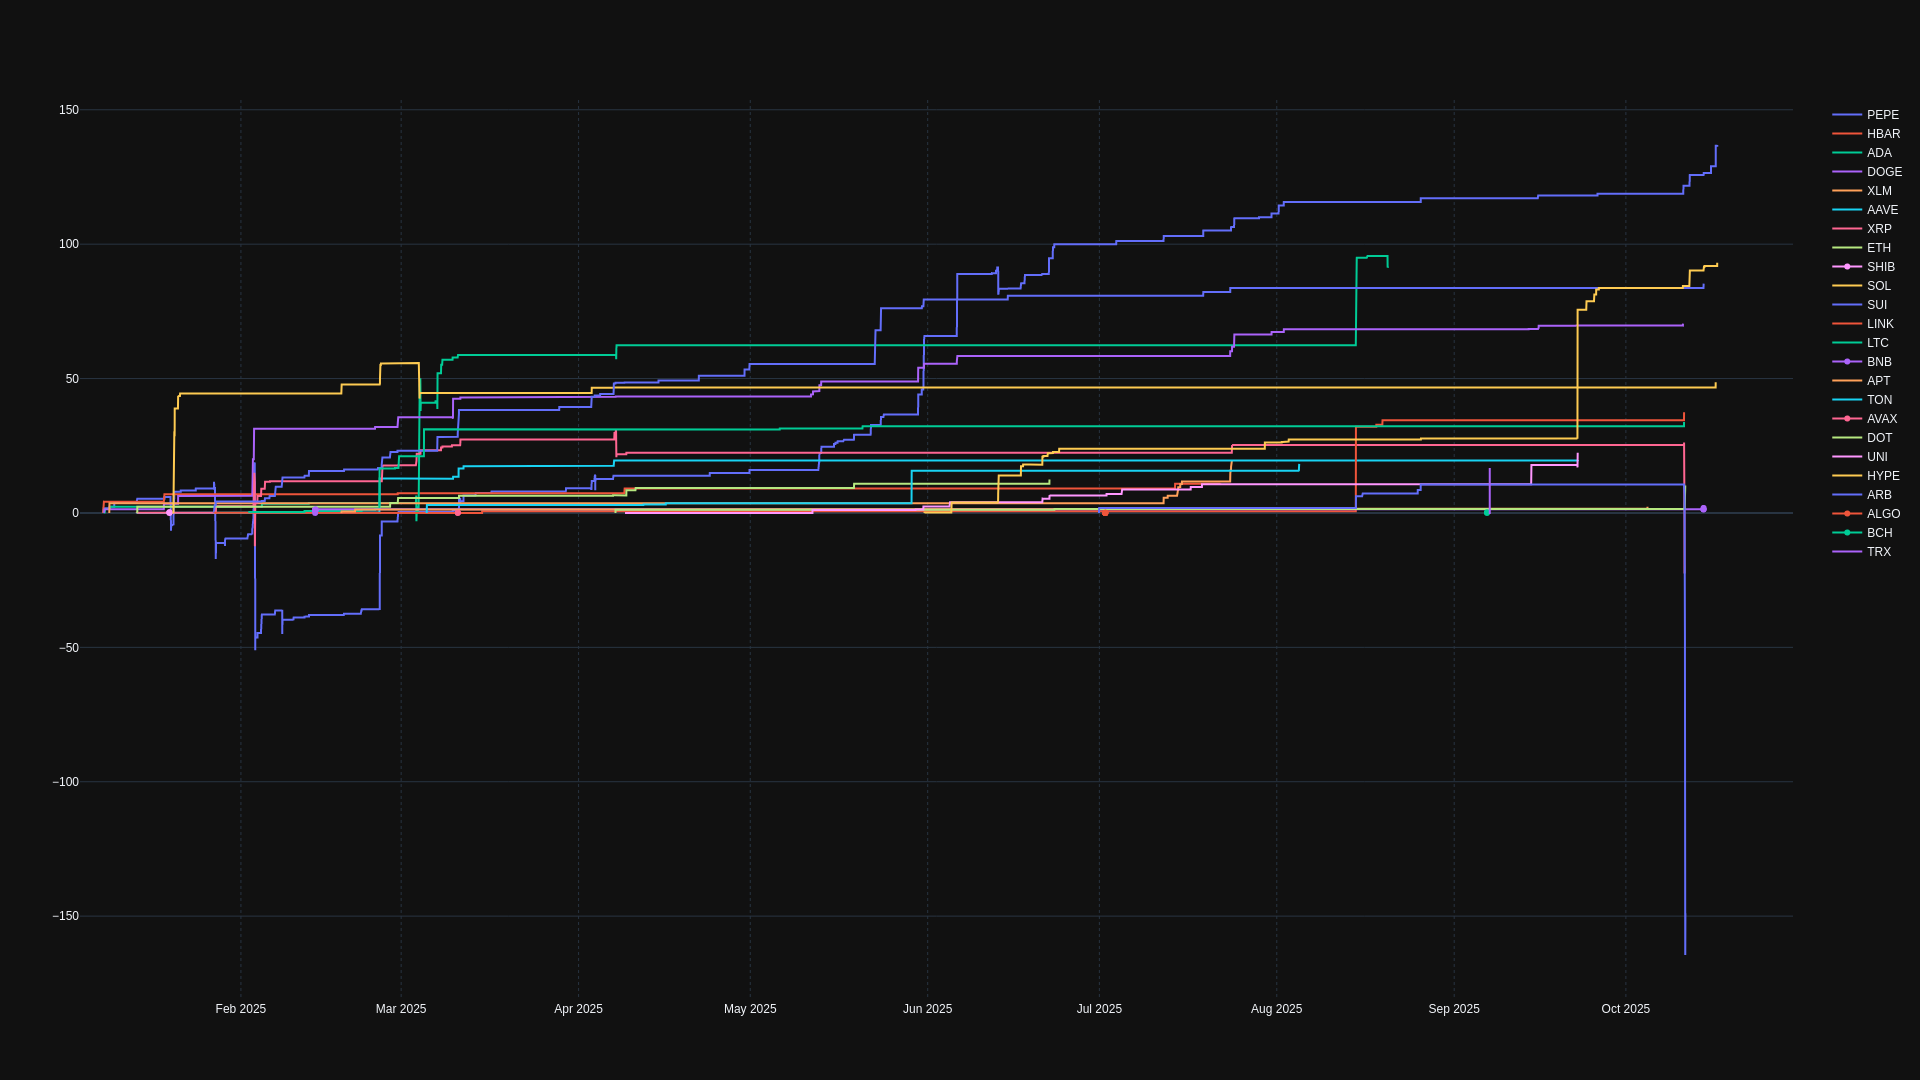 150
100
50
0
−50
−100
−150
Feb 2025
Mar 2025
Apr 2025
May 2025
Jun 2025
Jul 2025
Aug 2025
Sep 2025
Oct 2025
PEPE
HBAR
ADA
DOGE
XLM
AAVE
XRP
ETH
SHIB
SOL
SUI
LINK
LTC
BNB
APT
TON
AVAX
DOT
UNI
HYPE
ARB
ALGO
BCH
TRX